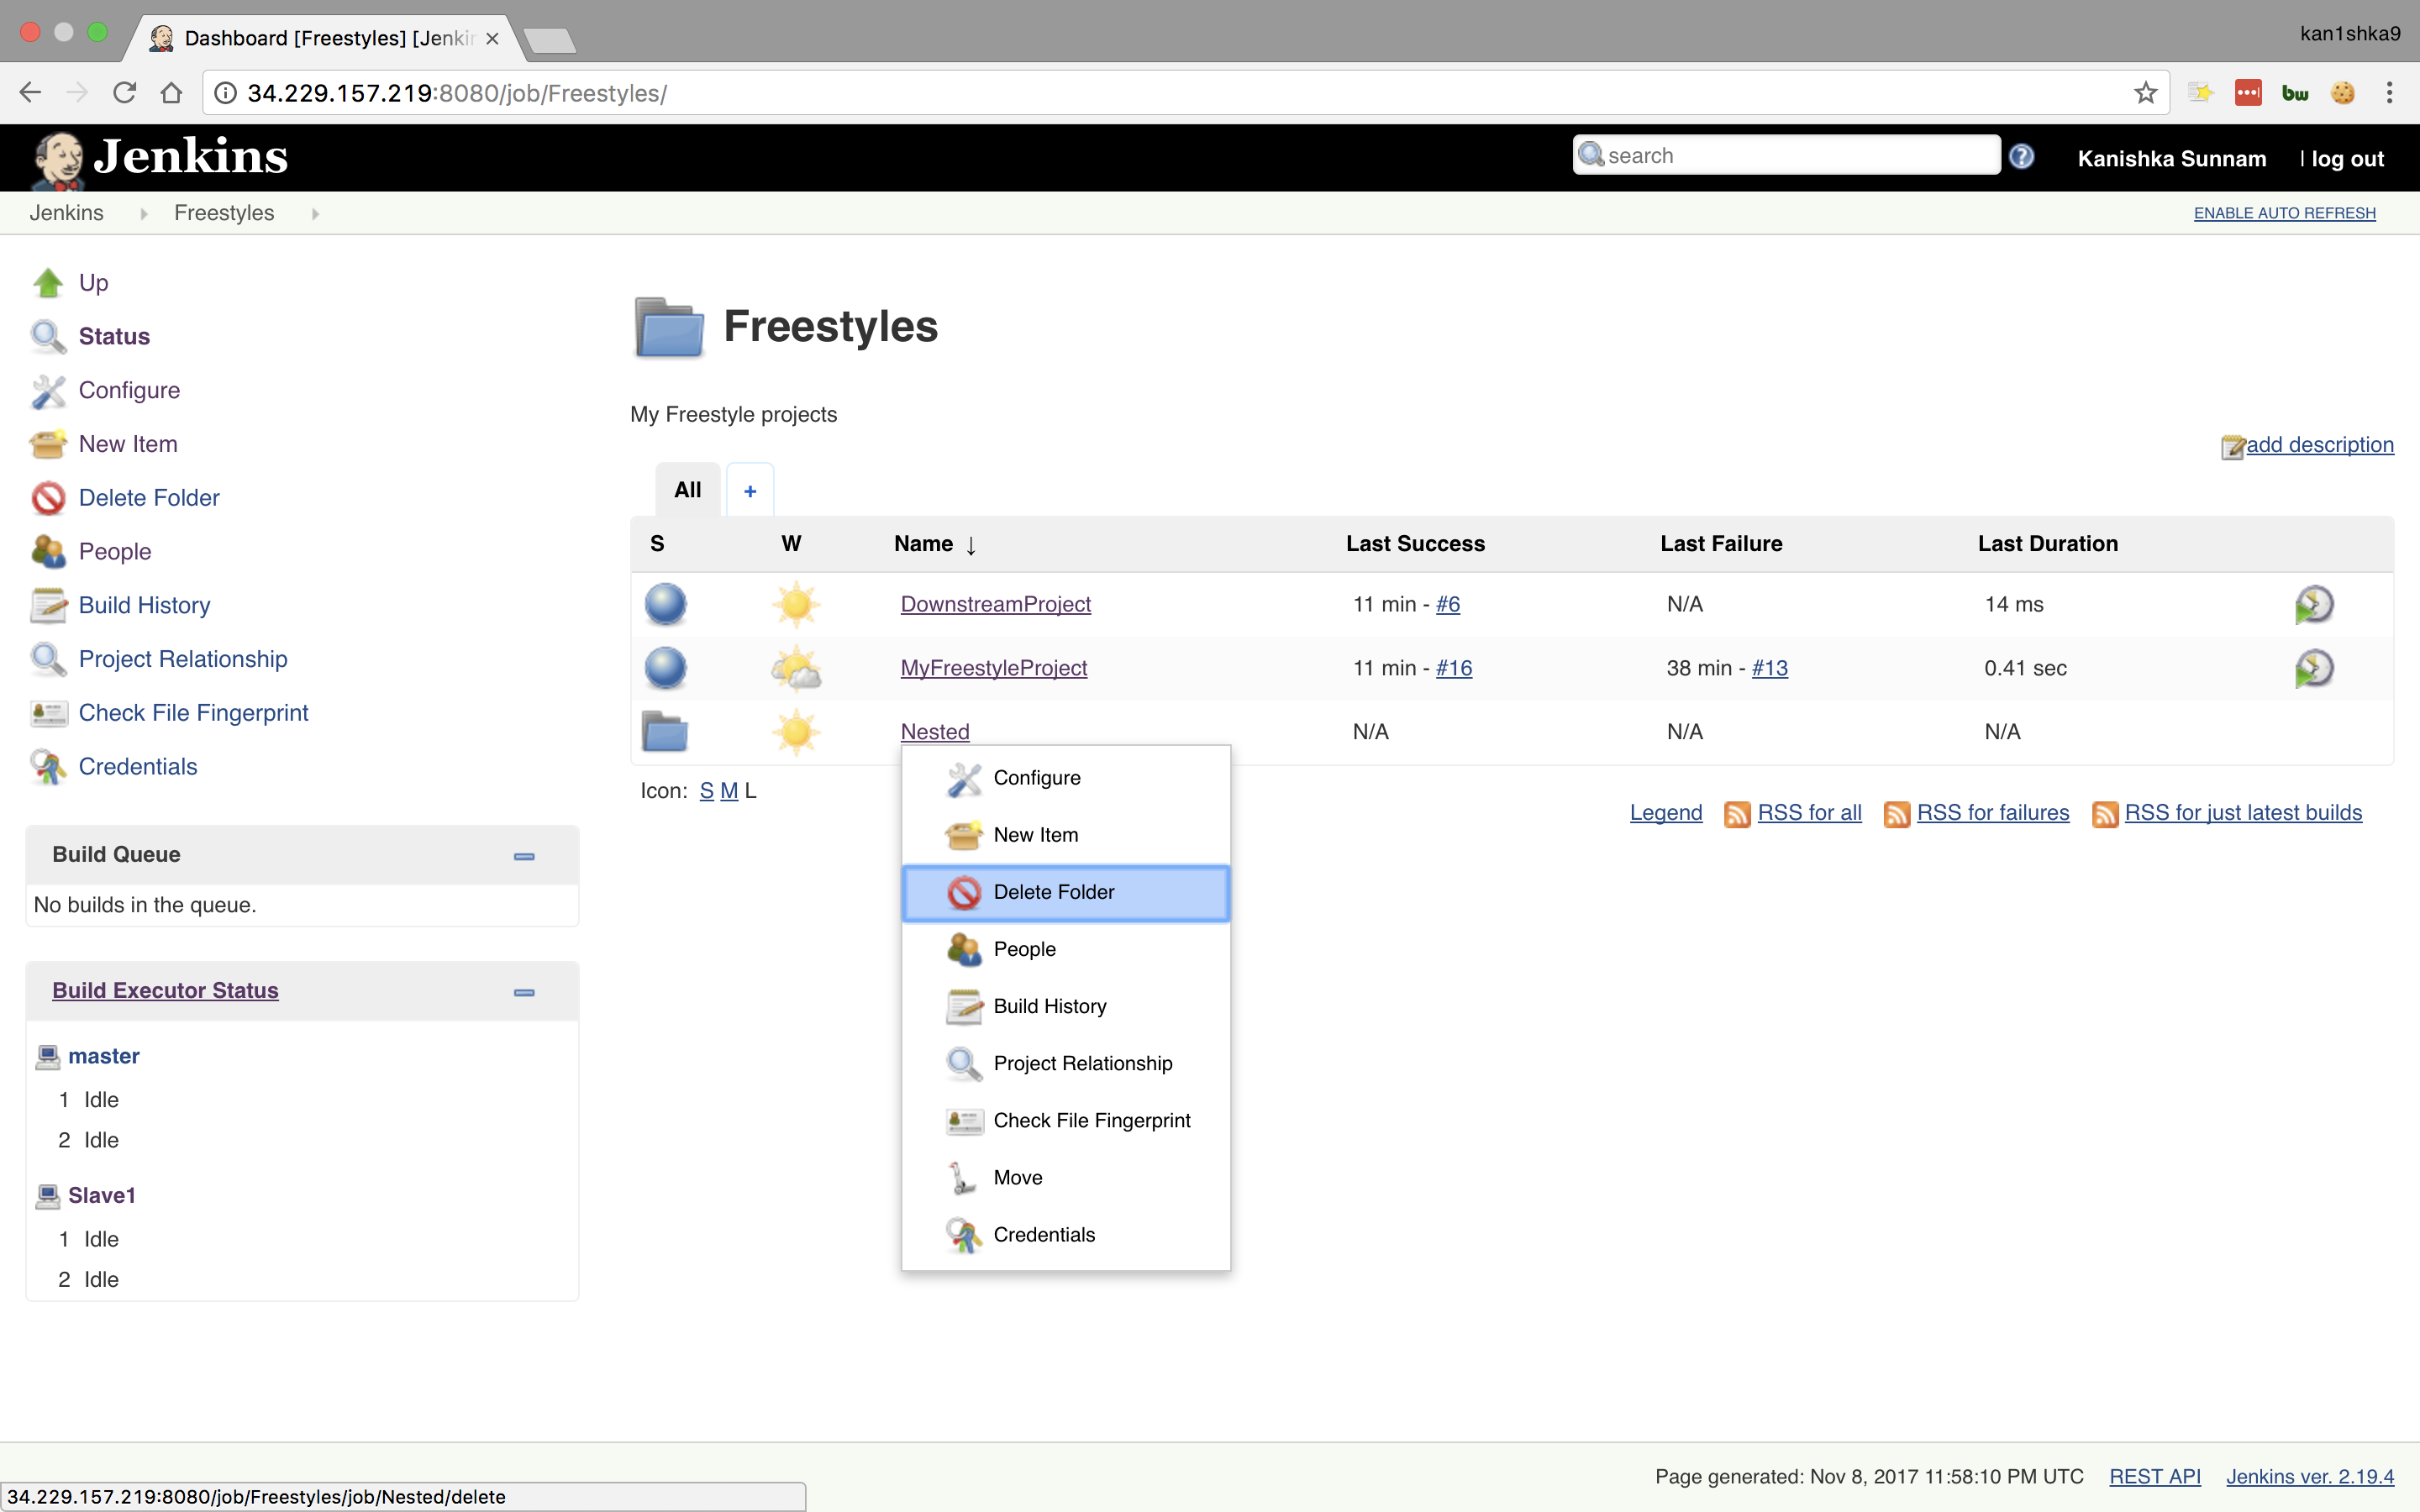 Dashboard [Freestyles] [Jenkin
kan1shka9
34.229.157.219:8080/job/Freestyles/
bw
Jenkins
search
Kanishka Sunnam | log out
Jenkins Freestyles
ENABLE AUTO REFRESH
Up
Status
Configure
New Item
Delete Folder
People
Build History
Project Relationship
Check File Fingerprint
Credentials
Build Queue
No builds in the queue.
Build Executor Status
master
1 Idle
2 Idle
Slave1
1 Idle
2 Idle
Freestyles
My Freestyle projects
add description
All +
S W Name ↓ Last Success Last Failure Last Duration
DownstreamProject 11 min - #6 N/A 14 ms
MyFreestyleProject 11 min - #16 38 min - #13 0.41 sec
Nested N/A N/A N/A
Icon: S M L
Legend RSS for all RSS for failures RSS for just latest builds
Configure
New Item
Delete Folder
People
Build History
Project Relationship
Check File Fingerprint
Move
Credentials
Page generated: Nov 8, 2017 11:58:10 PM UTC REST API Jenkins ver. 2.19.4
34.229.157.219:8080/job/Freestyles/job/Nested/delete